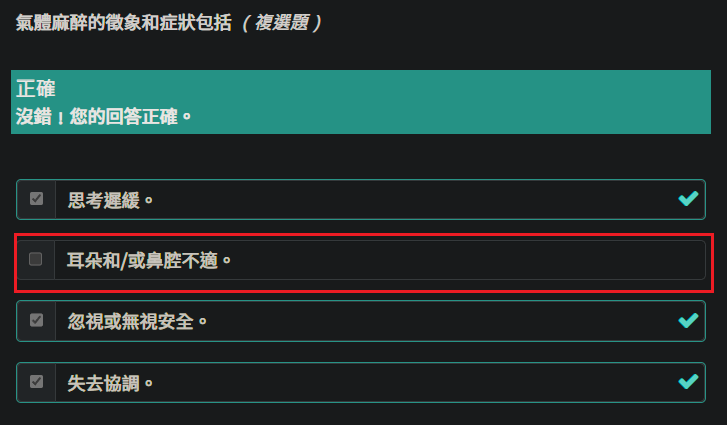 氣體麻醉的徵象和症狀包括（複選題）
正確
沒錯！您的回答正確。
思考遲緩。
耳朵和/或鼻腔不適。
忽視或無視安全。
失去協調。